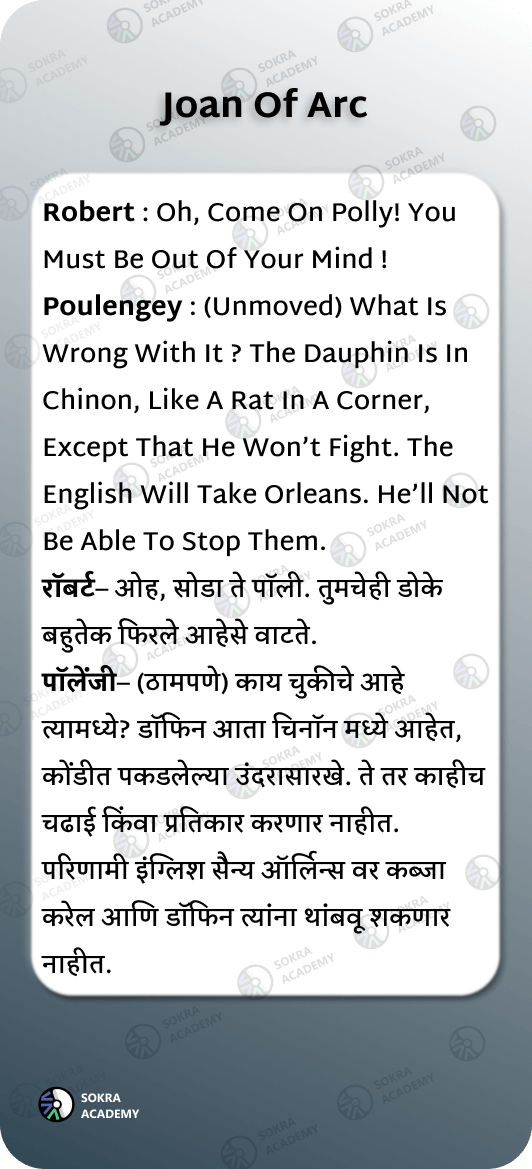 Joan Of Arc
Robert : Oh, Come On Polly! You
Must Be Out Of Your Mind !
Poulengey : (Unmoved) What Is
Wrong With It ? The Dauphin Is In
Chinon, Like A Rat In A Corner,
Except That He Won’t Fight. The
English Will Take Orleans. He’ll Not
Be Able To Stop Them.
रॉबर्ट– ओह, सोडा ते पॉली. तुमचेही डोके
बहुतेक फिरले आहेसे वाटते.
पॉलेंजी– (ठामपणे) काय चुकीचे आहे
त्यामध्ये? डॉफिन आता चिनॉन मध्ये आहेत,
कोंडीत पकडलेल्या उंदरासारखे. ते तर काहीच
चढाई किंवा प्रतिकार करणार नाहीत.
परिणामी इंग्लिश सैन्य ऑर्लिन्स वर कब्जा
करेल आणि डॉफिन त्यांना थांबवू शकणार
नाहीत.
SOKRA
ACADEMY